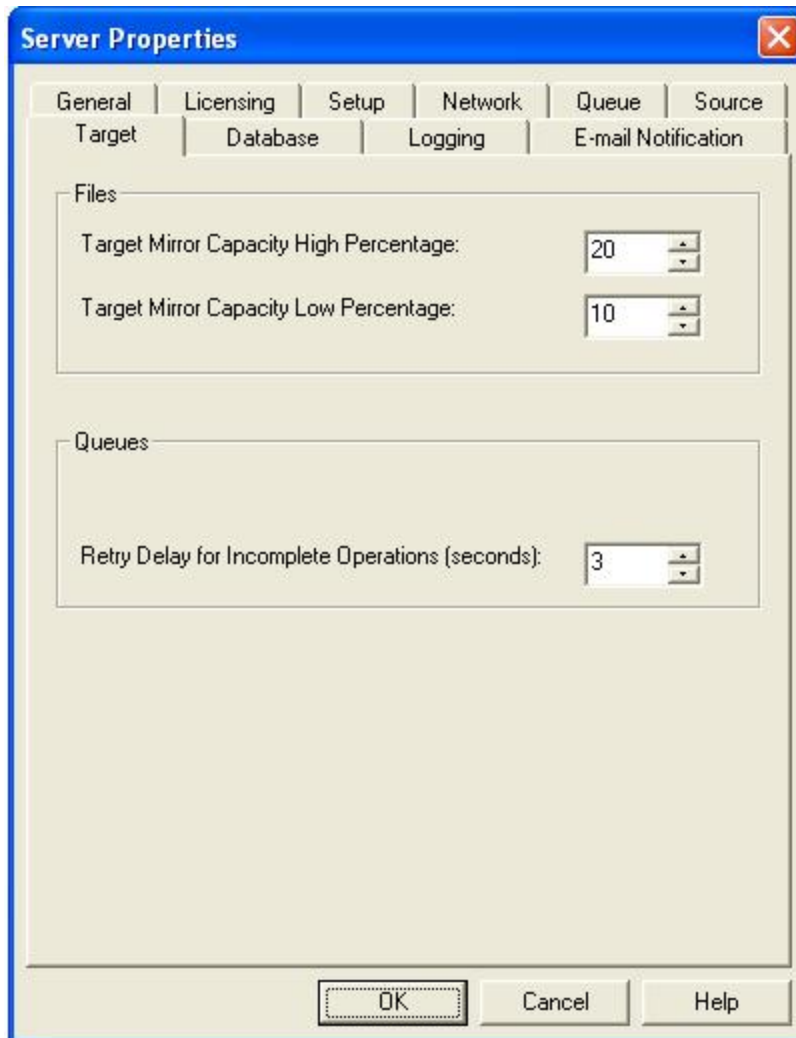 Server Properties
General Licensing Setup Network Queue Source
Target Database Logging E-mail Notification
Files
Target Mirror Capacity High Percentage: 20
Target Mirror Capacity Low Percentage: 10
Queues
Retry Delay for Incomplete Operations (seconds): 3
OK Cancel Help